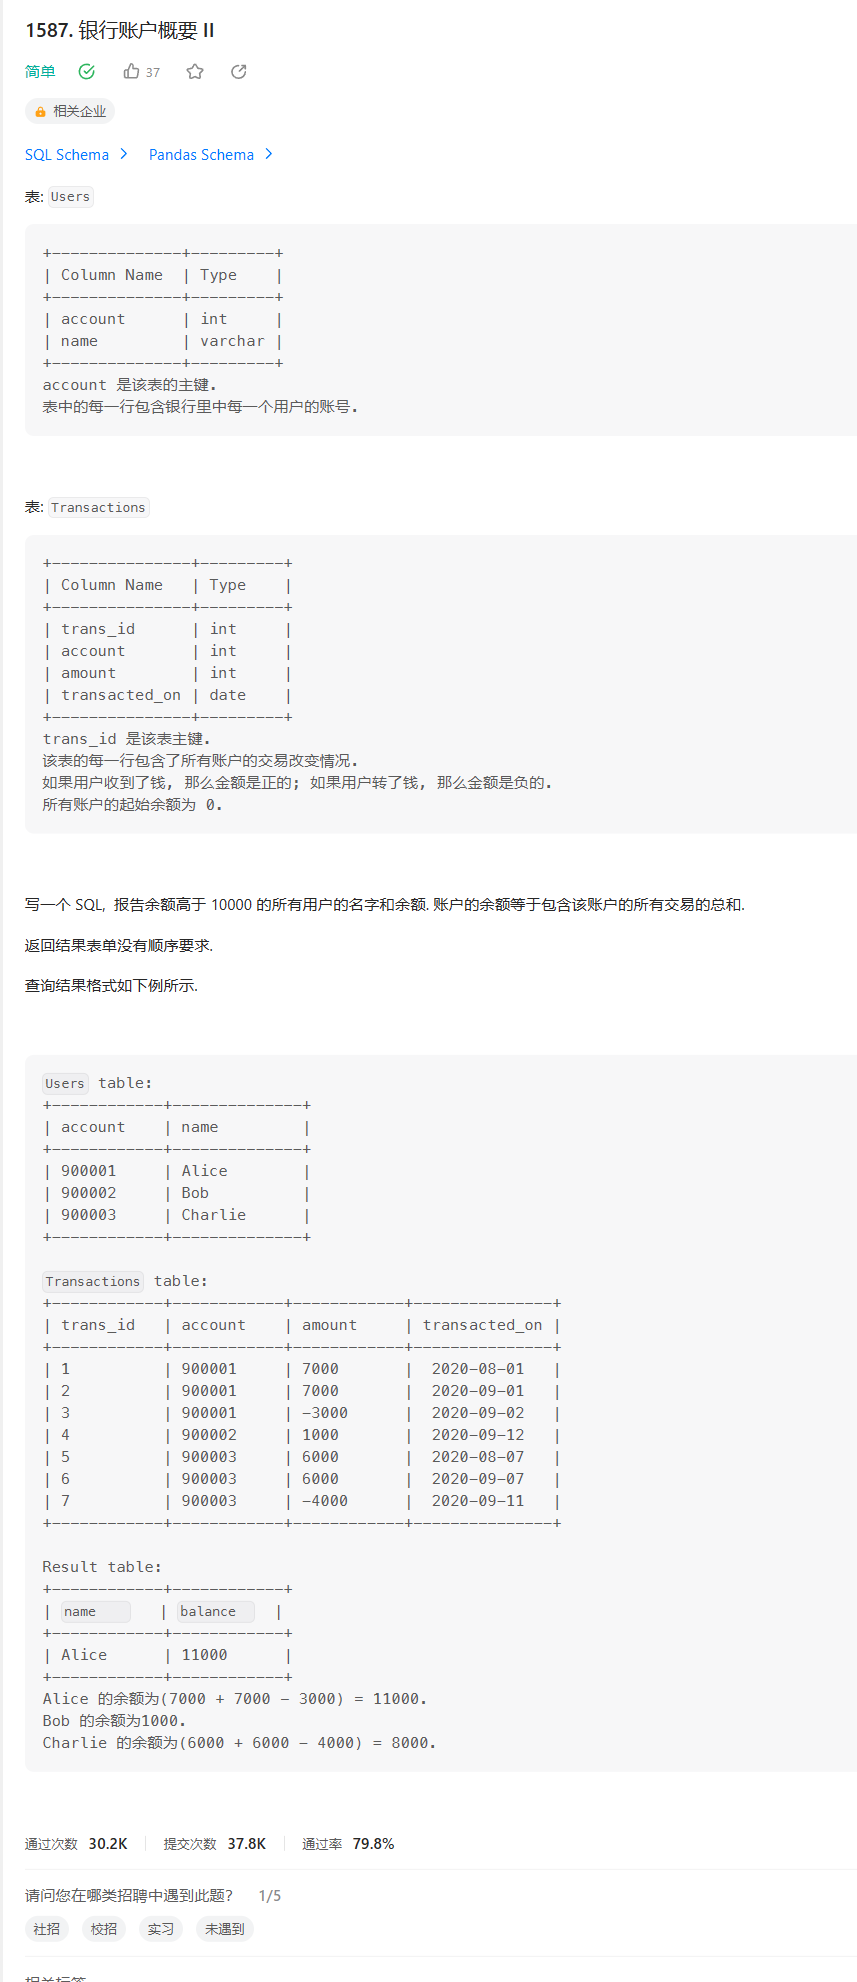 1587. 银行账户概要 II
简单 37
相关企业
SQL Schema > Pandas Schema >
表: Users
+--------------+---------+
| Column Name  | Type    |
+--------------+---------+
| account      | int     |
| name         | varchar |
+--------------+---------+
account 是该表的主键.
表中的每一行包含银行里中每一个用户的账号.
表: Transactions
+---------------+---------+
| Column Name   | Type    |
+---------------+---------+
| trans_id      | int     |
| account       | int     |
| amount        | int     |
| transacted_on | date    |
+---------------+---------+
trans_id 是该表主键.
该表的每一行包含了所有账户的交易改变情况.
如果用户收到了钱, 那么金额是正的; 如果用户转了钱, 那么金额是负的.
所有账户的起始余额为 0.
写一个 SQL, 报告余额高于 10000 的所有用户的名字和余额. 账户的余额等于包含该账户的所有交易的总和.
返回结果表单没有顺序要求.
查询结果格式如下例所示.
Users table:
+------------+--------------+
| account    | name         |
+------------+--------------+
| 900001     | Alice        |
| 900002     | Bob          |
| 900003     | Charlie      |
+------------+--------------+
Transactions table:
+------------+------------+------------+---------------+
| trans_id   | account    | amount     | transacted_on |
+------------+------------+------------+---------------+
| 1          | 900001     | 7000       |  2020-08-01   |
| 2          | 900001     | 7000       |  2020-09-01   |
| 3          | 900001     | -3000      |  2020-09-02   |
| 4          | 900002     | 1000       |  2020-09-12   |
| 5          | 900003     | 6000       |  2020-08-07   |
| 6          | 900003     | 6000       |  2020-09-07   |
| 7          | 900003     | -4000      |  2020-09-11   |
+------------+------------+------------+---------------+
Result table:
+------------+------------+
| name       | balance    |
+------------+------------+
| Alice      | 11000      |
+------------+------------+
Alice 的余额为(7000 + 7000 - 3000) = 11000.
Bob 的余额为1000.
Charlie 的余额为(6000 + 6000 - 4000) = 8000.
通过次数 30.2K 提交次数 37.8K 通过率 79.8%
请问您在哪类招聘中遇到此题? 1/5
社招 校招 实习 未遇到